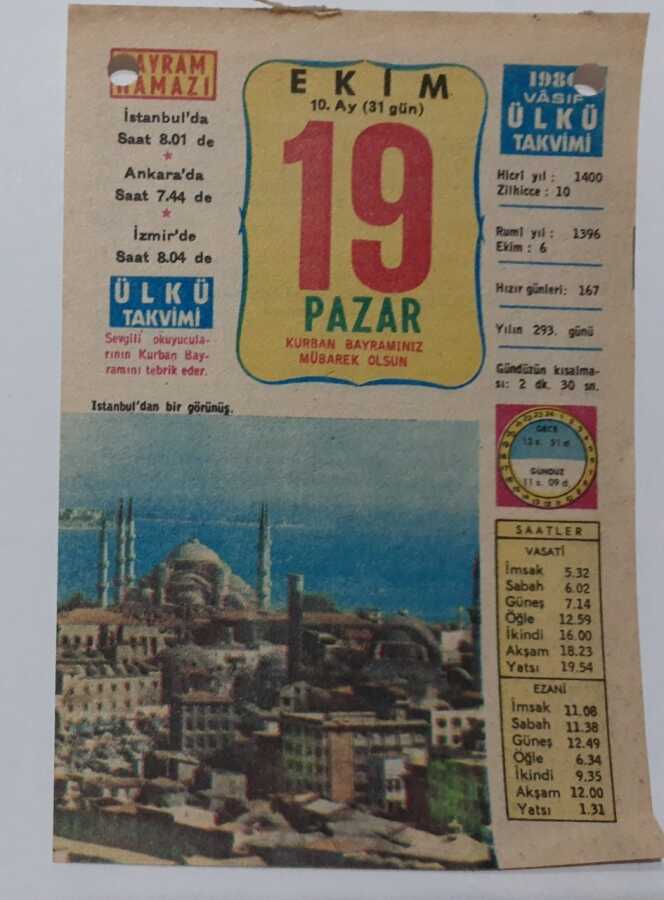 BAYRAM
NAMAZI
İstanbul'da
Saat 8.01 de
Ankara'da
Saat 7.44 de
İzmir'de
Saat 8.04 de
ÜLKÜ
TAKVİMİ
Sevgili okuyucula-
rının Kurban Bay-
ramını tebrik eder.
EKİM
10. Ay (31 gün)
19
PAZAR
KURBAN BAYRAMINIZ
MÜBAREK OLSUN
1980
VÂSIF
ÜLKÜ
TAKVİMİ
Hicrî yıl : 1400
Zilhicce : 10
Rumî yıl : 1396
Ekim : 6
Hızır günleri: 167
Yılın 293. günü
Gündüzün kısalma-
sı: 2 dk. 30 sn.
GECE
12 s. 51 d.
GÜNDÜZ
11 s. 09 d.
SAATLER
VASATİ
İmsak 5.32
Sabah 6.02
Güneş 7.14
Öğle 12.59
İkindi 16.00
Akşam 18.23
Yatsı 19.54
EZANİ
İmsak 11.08
Sabah 11.38
Güneş 12.49
Öğle 6.34
İkindi 9.35
Akşam 12.00
Yatsı 1.31
İstanbul'dan bir görünüş.